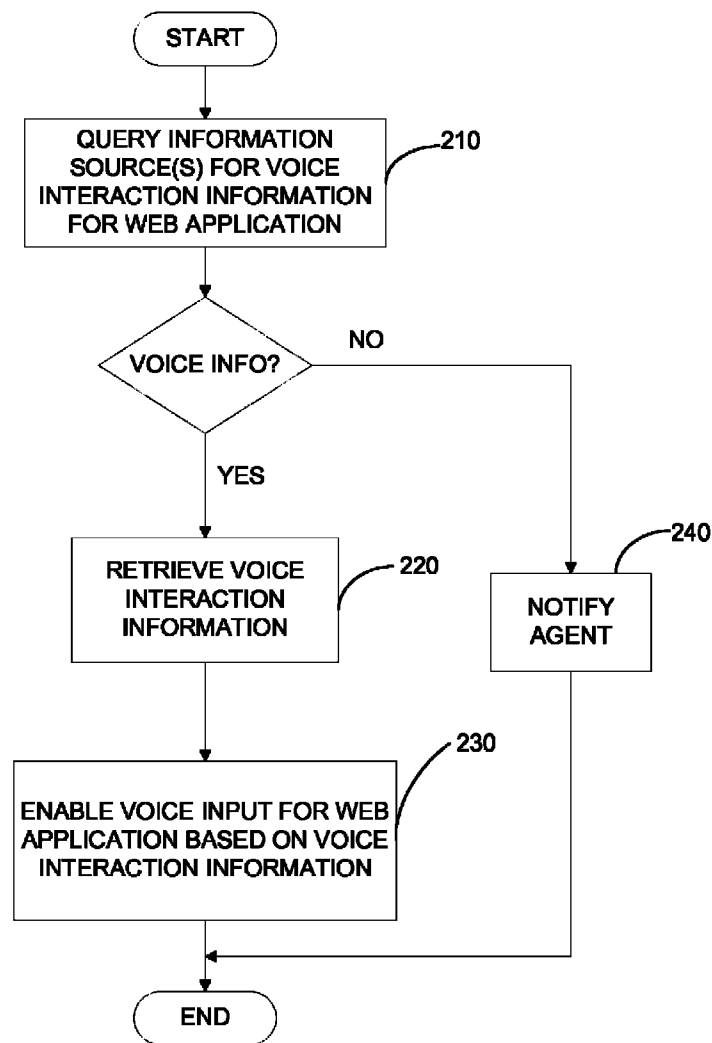 START
QUERY INFORMATION
SOURCE(S) FOR VOICE
INTERACTION INFORMATION
FOR WEB APPLICATION
210
VOICE INFO?
NO
YES
RETRIEVE VOICE
INTERACTION
INFORMATION
220
240
NOTIFY
AGENT
230
ENABLE VOICE INPUT FOR WEB
APPLICATION BASED ON VOICE
INTERACTION INFORMATION
END